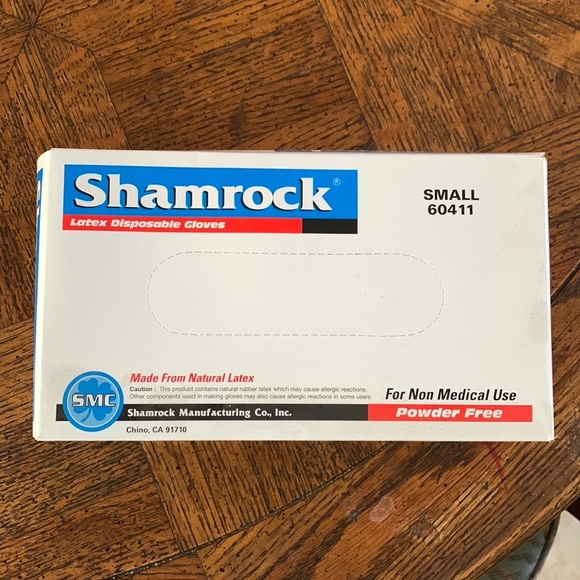 Shamrock®
Latex Disposable Gloves
SMALL
60411
Made From Natural Latex
Caution : This product contains natural rubber latex which may cause allergic reactions.
Other components used in making gloves may also cause allergic reactions in some users.
For Non Medical Use
SMC
Shamrock Manufacturing Co., Inc.
Powder Free
Chino, CA 91710